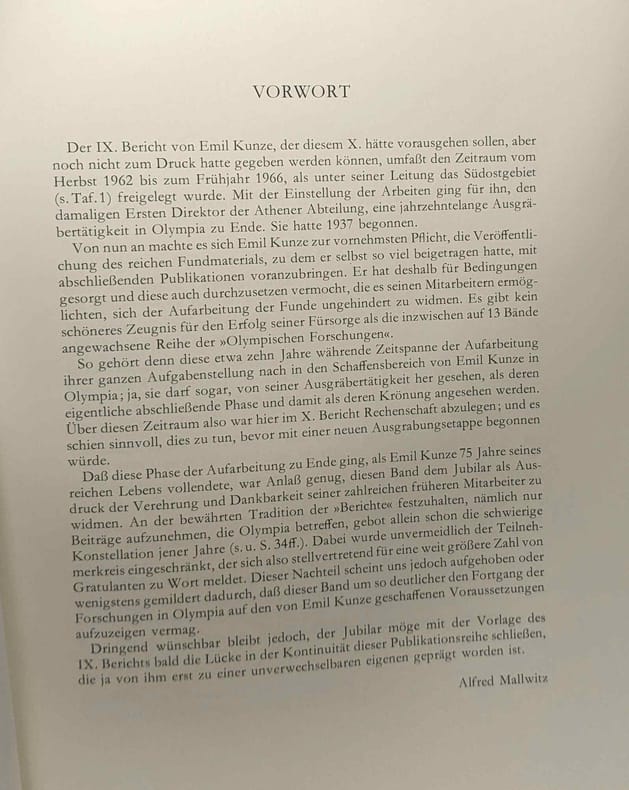 VORWORT
Der IX. Bericht von Emil Kunze, der diesem X. hätte vorausgehen sollen, aber
noch nicht zum Druck hatte gegeben werden können, umfaßt den Zeitraum vom
Herbst 1962 bis zum Frühjahr 1966, als unter seiner Leitung das Südostgebiet
(s. Taf. 1) freigelegt wurde. Mit der Einstellung der Arbeiten ging für ihn, den
damaligen Ersten Direktor der Athener Abteilung, eine jahrzehntelange Ausgrä-
bertätigkeit in Olympia zu Ende. Sie hatte 1937 begonnen.
Von nun an machte es sich Emil Kunze zur vornehmsten Pflicht, die Veröffentli-
chung des reichen Fundmaterials, zu dem er selbst so viel beigetragen hatte, mit
abschließenden Publikationen voranzubringen. Er hat deshalb für Bedingungen
gesorgt und diese auch durchzusetzen vermocht, die es seinen Mitarbeitern ermög-
lichten, sich der Aufarbeitung der Funde ungehindert zu widmen. Es gibt kein
schöneres Zeugnis für den Erfolg seiner Fürsorge als die inzwischen auf 13 Bände
angewachsene Reihe der »Olympischen Forschungen«.
So gehört denn diese etwa zehn Jahre währende Zeitspanne der Aufarbeitung
ihrer ganzen Aufgabenstellung nach in den Schaffensbereich von Emil Kunze in
Olympia; ja, sie darf sogar, von seiner Ausgräbertätigkeit her gesehen, als deren
eigentliche abschließende Phase und damit als deren Krönung angesehen werden.
Über diesen Zeitraum also war hier im X. Bericht Rechenschaft abzulegen; und es
schien sinnvoll, dies zu tun, bevor mit einer neuen Ausgrabungsetappe begonnen
würde.
Daß diese Phase der Aufarbeitung zu Ende ging, als Emil Kunze 75 Jahre seines
reichen Lebens vollendete, war Anlaß genug, diesen Band dem Jubilar als Aus-
druck der Verehrung und Dankbarkeit seiner zahlreichen früheren Mitarbeiter zu
widmen. An der bewährten Tradition der »Berichte« festzuhalten, nämlich nur
Beiträge aufzunehmen, die Olympia betreffen, gebot allein schon die schwierige
Konstellation jener Jahre (s. u. S. 34ff.). Dabei wurde unvermeidlich der Teilneh-
merkreis eingeschränkt, der sich also stellvertretend für eine weit größere Zahl von
Gratulanten zu Wort meldet. Dieser Nachteil scheint uns jedoch aufgehoben oder
wenigstens gemildert dadurch, daß dieser Band um so deutlicher den Fortgang der
Forschungen in Olympia auf den von Emil Kunze geschaffenen Voraussetzungen
aufzuzeigen vermag.
Dringend wünschbar bleibt jedoch, der Jubilar möge mit der Vorlage des
IX. Berichts bald die Lücke in der Kontinuität dieser Publikationsreihe schließen,
die ja von ihm erst zu einer unverwechselbaren eigenen geprägt worden ist.
Alfred Mallwitz